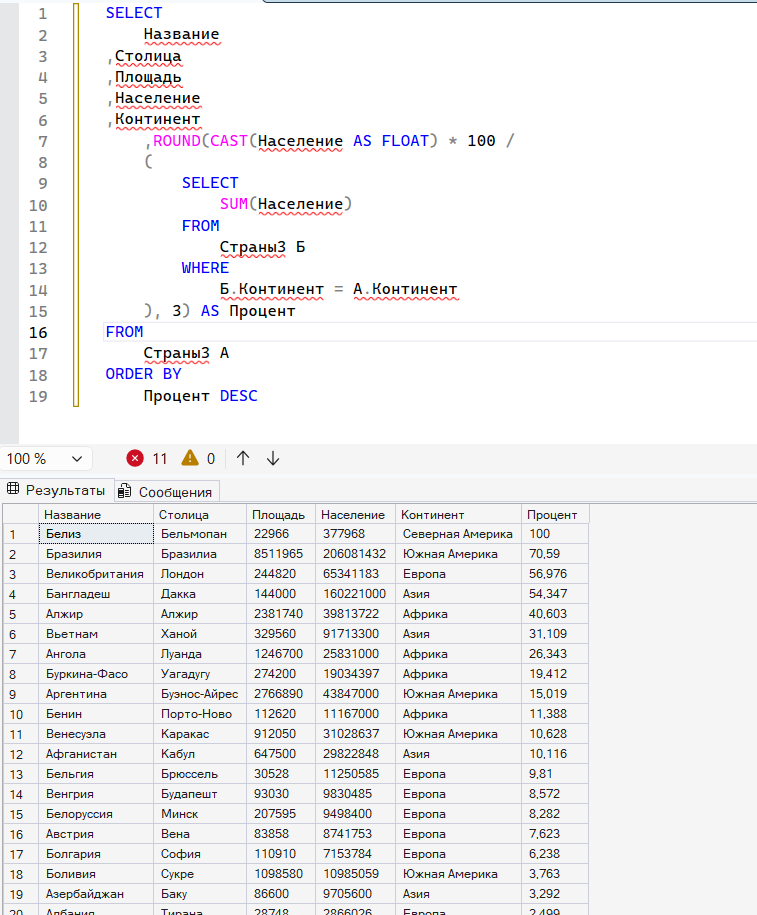 1 SELECT
2 Название
3 ,Столица
4 ,Площадь
5 ,Население
6 ,Континент
7 ,ROUND(CAST(Население AS FLOAT) * 100 /
8 (
9 SELECT
10 SUM(Население)
11 FROM
12 Страны3 Б
13 WHERE
14 Б.Континент = А.Континент
15 ), 3) AS Процент
16 FROM
17 Страны3 А
18 ORDER BY
19 Процент DESC
100 % 11 0
Результаты Сообщения
Название Столица Площадь Население Континент Процент
1 Белиз Бельмопан 22966 377968 Северная Америка 100
2 Бразилия Бразилиа 8511965 206081432 Южная Америка 70,59
3 Великобритания Лондон 244820 65341183 Европа 56,976
4 Бангладеш Дакка 144000 160221000 Азия 54,347
5 Алжир Алжир 2381740 39813722 Африка 40,603
6 Вьетнам Ханой 329560 91713300 Азия 31,109
7 Ангола Луанда 1246700 25831000 Африка 26,343
8 Буркина-Фасо Уагадугу 274200 19034397 Африка 19,412
9 Аргентина Буэнос-Айрес 2766890 43847000 Южная Америка 15,019
10 Бенин Порто-Ново 112620 11167000 Африка 11,388
11 Венесуэла Каракас 912050 31028637 Южная Америка 10,628
12 Афганистан Кабул 647500 29822848 Азия 10,116
13 Бельгия Брюссель 30528 11250585 Европа 9,81
14 Венгрия Будапешт 93030 9830485 Европа 8,572
15 Белоруссия Минск 207595 9498400 Европа 8,282
16 Австрия Вена 83858 8741753 Европа 7,623
17 Болгария София 110910 7153784 Европа 6,238
18 Боливия Сукре 1098580 10985059 Южная Америка 3,763
19 Азербайджан Баку 86600 9705600 Азия 3,292
20 Албания Тирана 28748 2866026 Европа 2,499